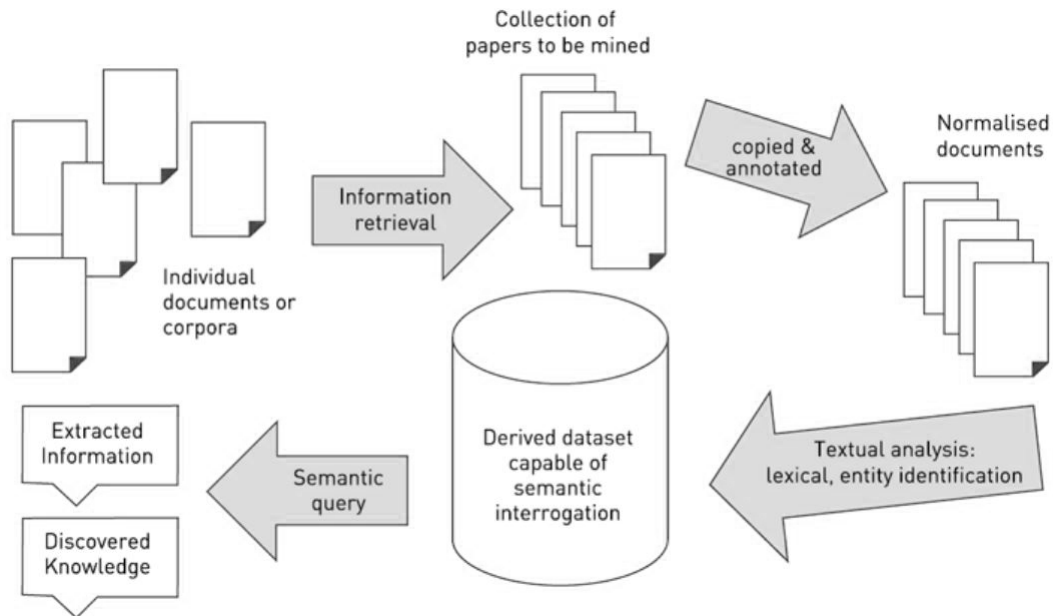 Collection of
papers to be mined
Individual
documents or
corpora
Information
retrieval
copied &
annotated
Normalised
documents
Textual analysis:
lexical, entity identification
Derived dataset
capable of
semantic
interrogation
Semantic
query
Extracted
Information
Discovered
Knowledge